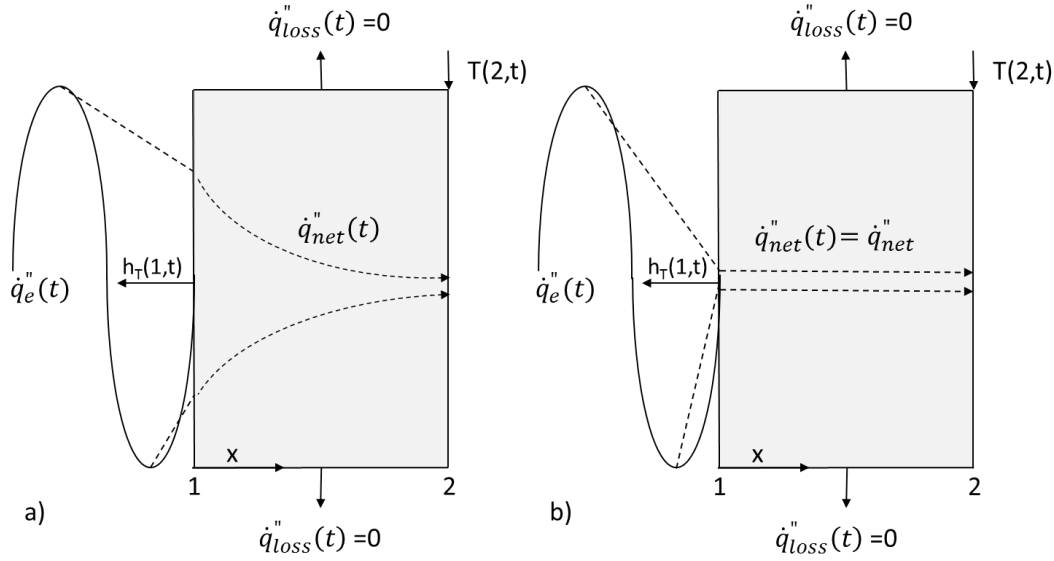 q̇"loss(t) =0
T(2,t)
q̇"net(t)
hT(1,t)
q̇"e(t)
x
1
2
a)
q̇"loss(t) =0
q̇"loss(t) =0
T(2,t)
q̇"net(t)= q̇"net
hT(1,t)
q̇"e(t)
x
1
2
b)
q̇"loss(t) =0